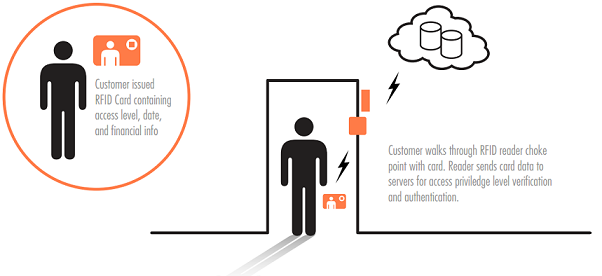 Customer issued
RFID Card containing
access level, date,
and financial info
Customer walks through RFID reader choke
point with card. Reader sends card data to
servers for access priviledge level verification
and authentication.